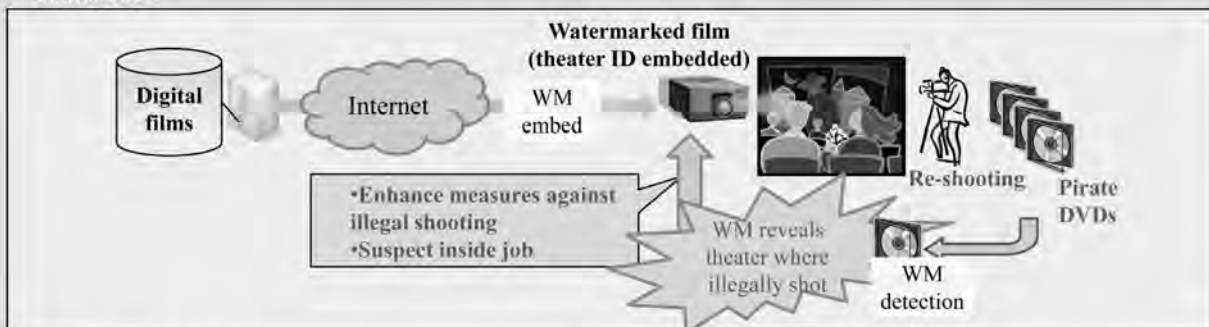 Watermarked film
(theater ID embedded)
Digital
films
Internet
WM
embed
Re-shooting
Pirate
DVDs
•Enhance measures against
illegal shooting
•Suspect inside job
WM reveals
theater where
illegally shot
WM
detection